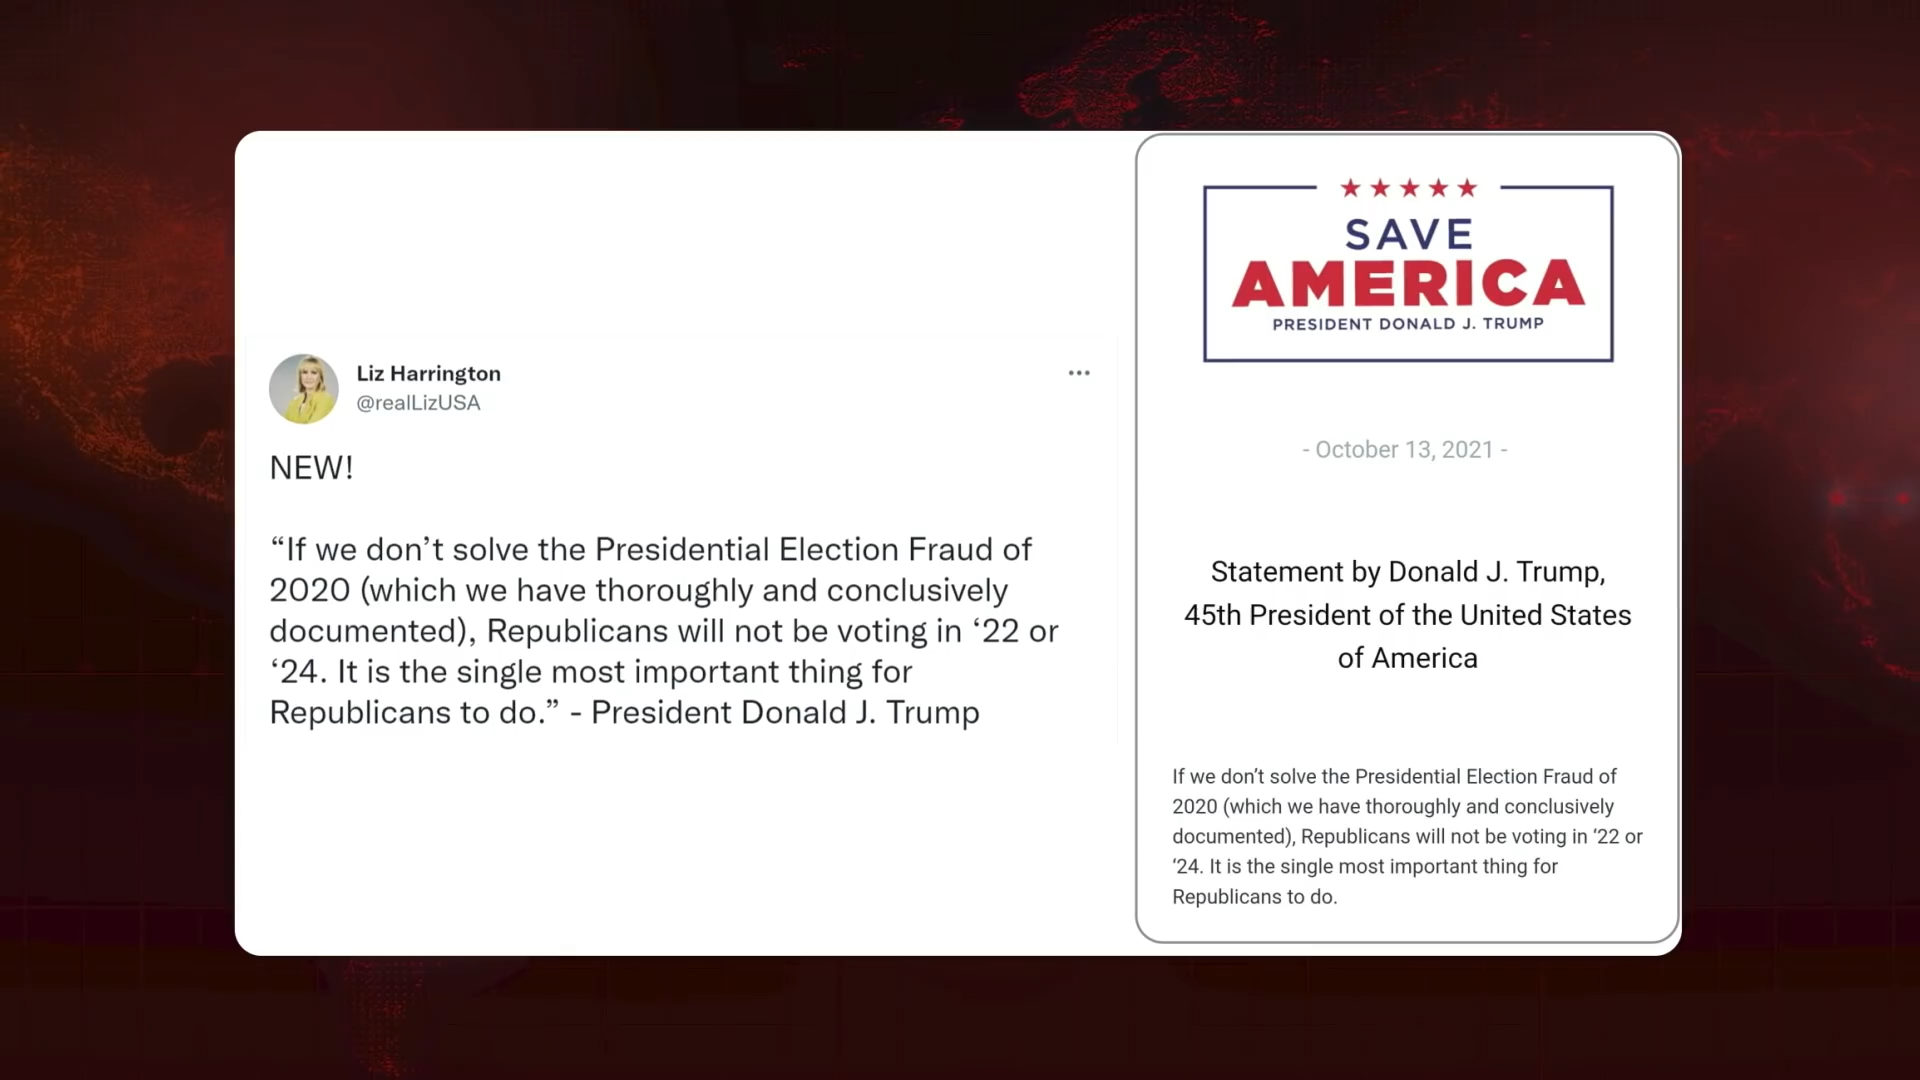 Liz Harrington
@realLizUSA
NEW!
“If we don’t solve the Presidential Election Fraud of
2020 (which we have thoroughly and conclusively
documented), Republicans will not be voting in ‘22 or
‘24. It is the single most important thing for
Republicans to do.” - President Donald J. Trump
SAVE
AMERICA
PRESIDENT DONALD J. TRUMP
- October 13, 2021 -
Statement by Donald J. Trump,
45th President of the United States
of America
If we don’t solve the Presidential Election Fraud of
2020 (which we have thoroughly and conclusively
documented), Republicans will not be voting in ‘22 or
‘24. It is the single most important thing for
Republicans to do.